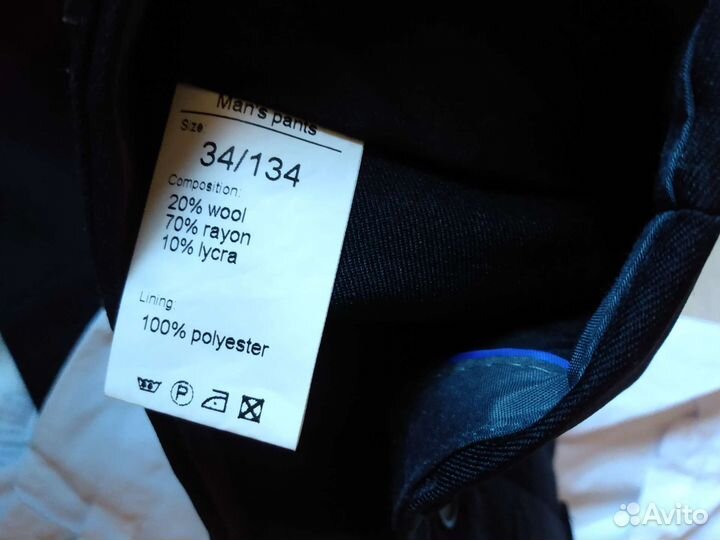 Man's pants
Size:
34/134
Composition:
20% wool
70% rayon
10% lycra
Lining
100% polyester
P
Avito